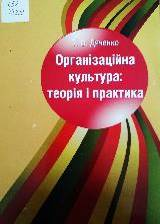 Дяченко
Організаційна
культура:
теорія і практика